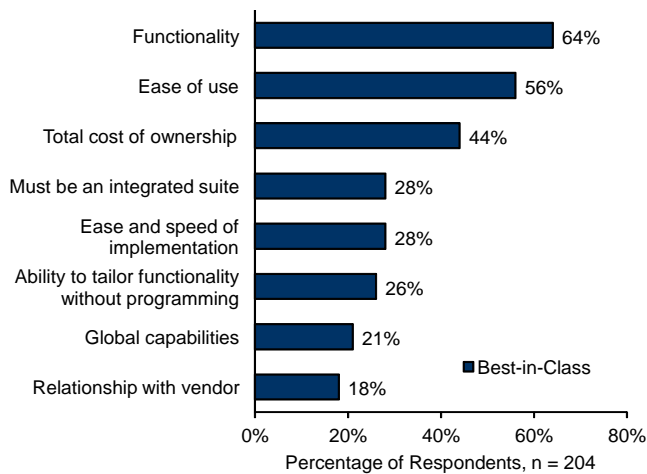 Functionality
64%
Ease of use
56%
Total cost of ownership
44%
Must be an integrated suite
28%
Ease and speed of
implementation
28%
Ability to tailor functionality
without programming
26%
Global capabilities
21%
Best-in-Class
Relationship with vendor
18%
0% 20% 40% 60% 80%
Percentage of Respondents, n = 204